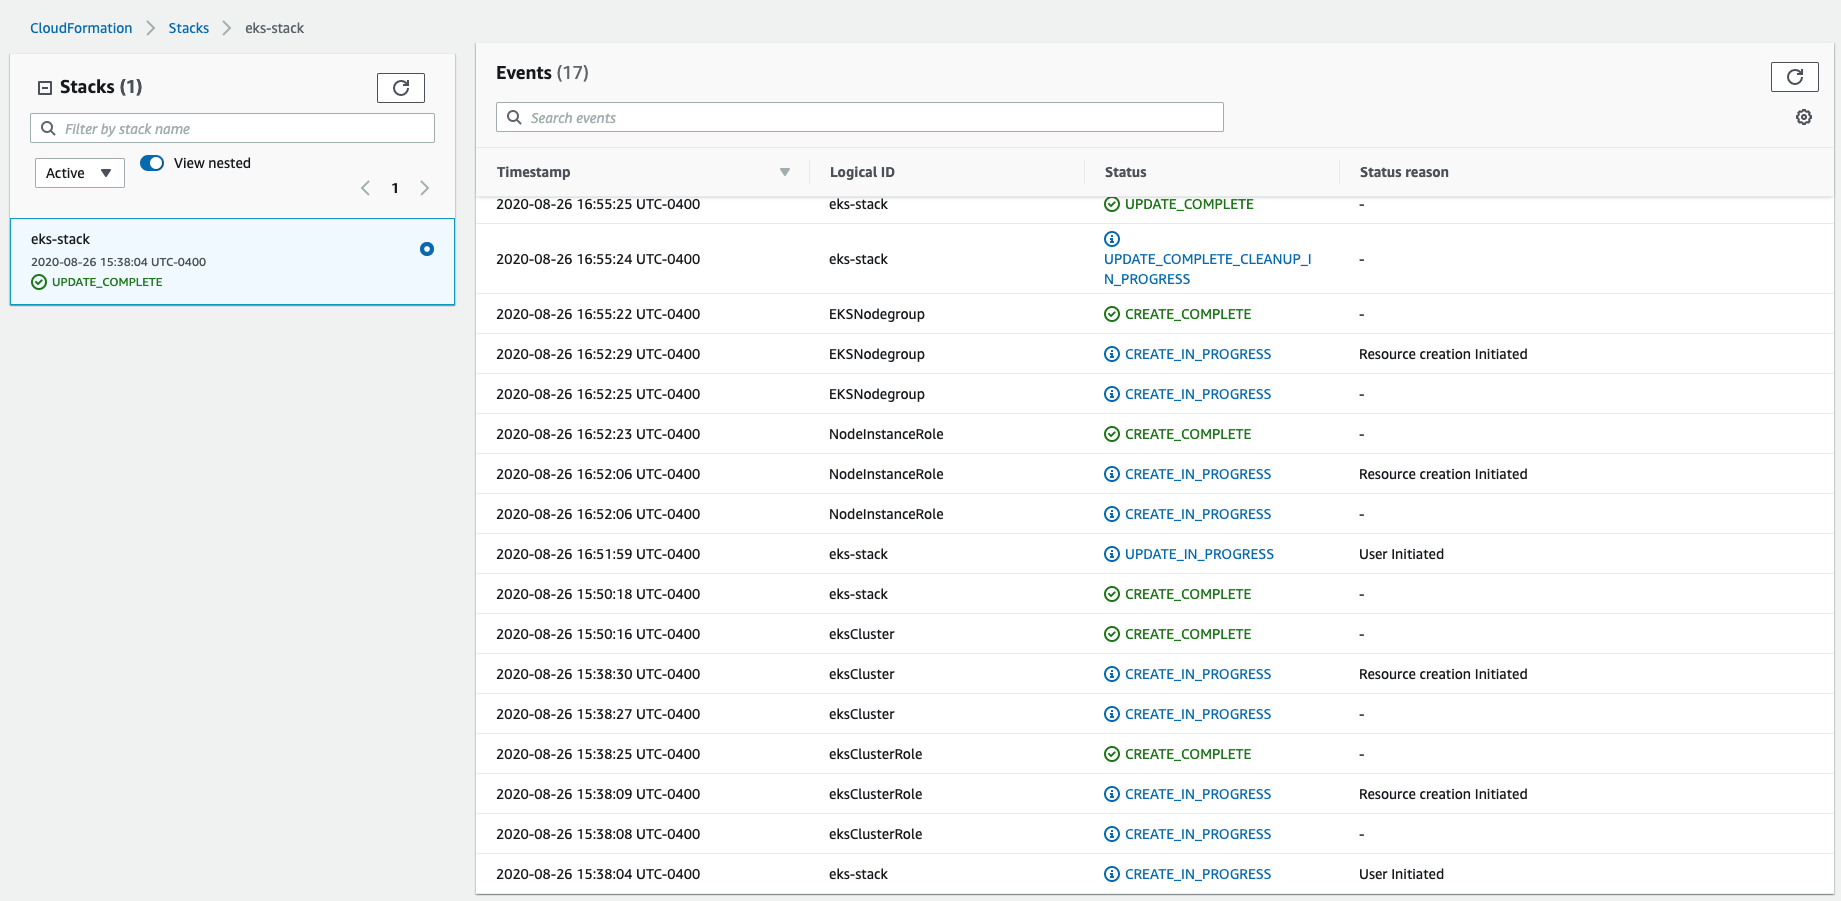 CloudFormation Stacks eks-stack
Stacks (1)
Filter by stack name
Active View nested
1
eks-stack
2020-08-26 15:38:04 UTC-0400
UPDATE_COMPLETE
Events (17)
Search events
Timestamp Logical ID Status Status reason
2020-08-26 16:55:25 UTC-0400 eks-stack UPDATE_COMPLETE -
2020-08-26 16:55:24 UTC-0400 eks-stack UPDATE_COMPLETE_CLEANUP_I -
N_PROGRESS
2020-08-26 16:55:22 UTC-0400 EKSNodegroup CREATE_COMPLETE -
2020-08-26 16:52:29 UTC-0400 EKSNodegroup CREATE_IN_PROGRESS Resource creation Initiated
2020-08-26 16:52:25 UTC-0400 EKSNodegroup CREATE_IN_PROGRESS -
2020-08-26 16:52:23 UTC-0400 NodeInstanceRole CREATE_COMPLETE -
2020-08-26 16:52:06 UTC-0400 NodeInstanceRole CREATE_IN_PROGRESS Resource creation Initiated
2020-08-26 16:52:06 UTC-0400 NodeInstanceRole CREATE_IN_PROGRESS -
2020-08-26 16:51:59 UTC-0400 eks-stack UPDATE_IN_PROGRESS User Initiated
2020-08-26 15:50:18 UTC-0400 eks-stack CREATE_COMPLETE -
2020-08-26 15:50:16 UTC-0400 eksCluster CREATE_COMPLETE -
2020-08-26 15:38:30 UTC-0400 eksCluster CREATE_IN_PROGRESS Resource creation Initiated
2020-08-26 15:38:27 UTC-0400 eksCluster CREATE_IN_PROGRESS -
2020-08-26 15:38:25 UTC-0400 eksClusterRole CREATE_COMPLETE -
2020-08-26 15:38:09 UTC-0400 eksClusterRole CREATE_IN_PROGRESS Resource creation Initiated
2020-08-26 15:38:08 UTC-0400 eksClusterRole CREATE_IN_PROGRESS -
2020-08-26 15:38:04 UTC-0400 eks-stack CREATE_IN_PROGRESS User Initiated